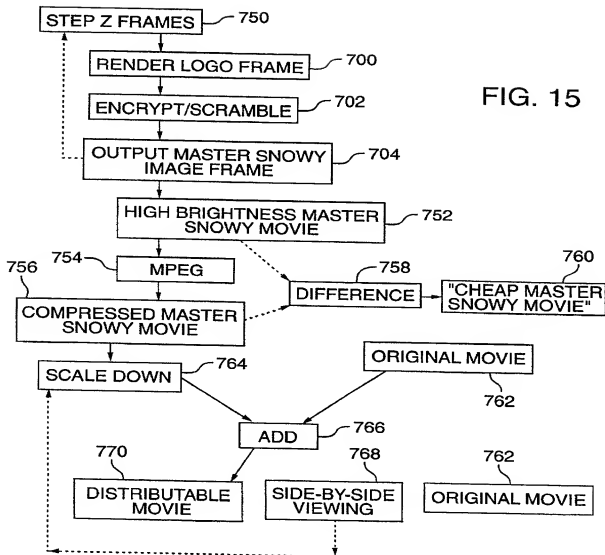 STEP Z FRAMES
750
RENDER LOGO FRAME
700
FIG. 15
ENCRYPT/SCRAMBLE
702
OUTPUT MASTER SNOWY
IMAGE FRAME
704
HIGH BRIGHTNESS MASTER
SNOWY MOVIE
752
754
MPEG
756
COMPRESSED MASTER
SNOWY MOVIE
758
DIFFERENCE
760
"CHEAP MASTER
SNOWY MOVIE"
SCALE DOWN
764
ORIGINAL MOVIE
762
ADD
766
770
DISTRIBUTABLE
MOVIE
768
SIDE-BY-SIDE
VIEWING
762
ORIGINAL MOVIE